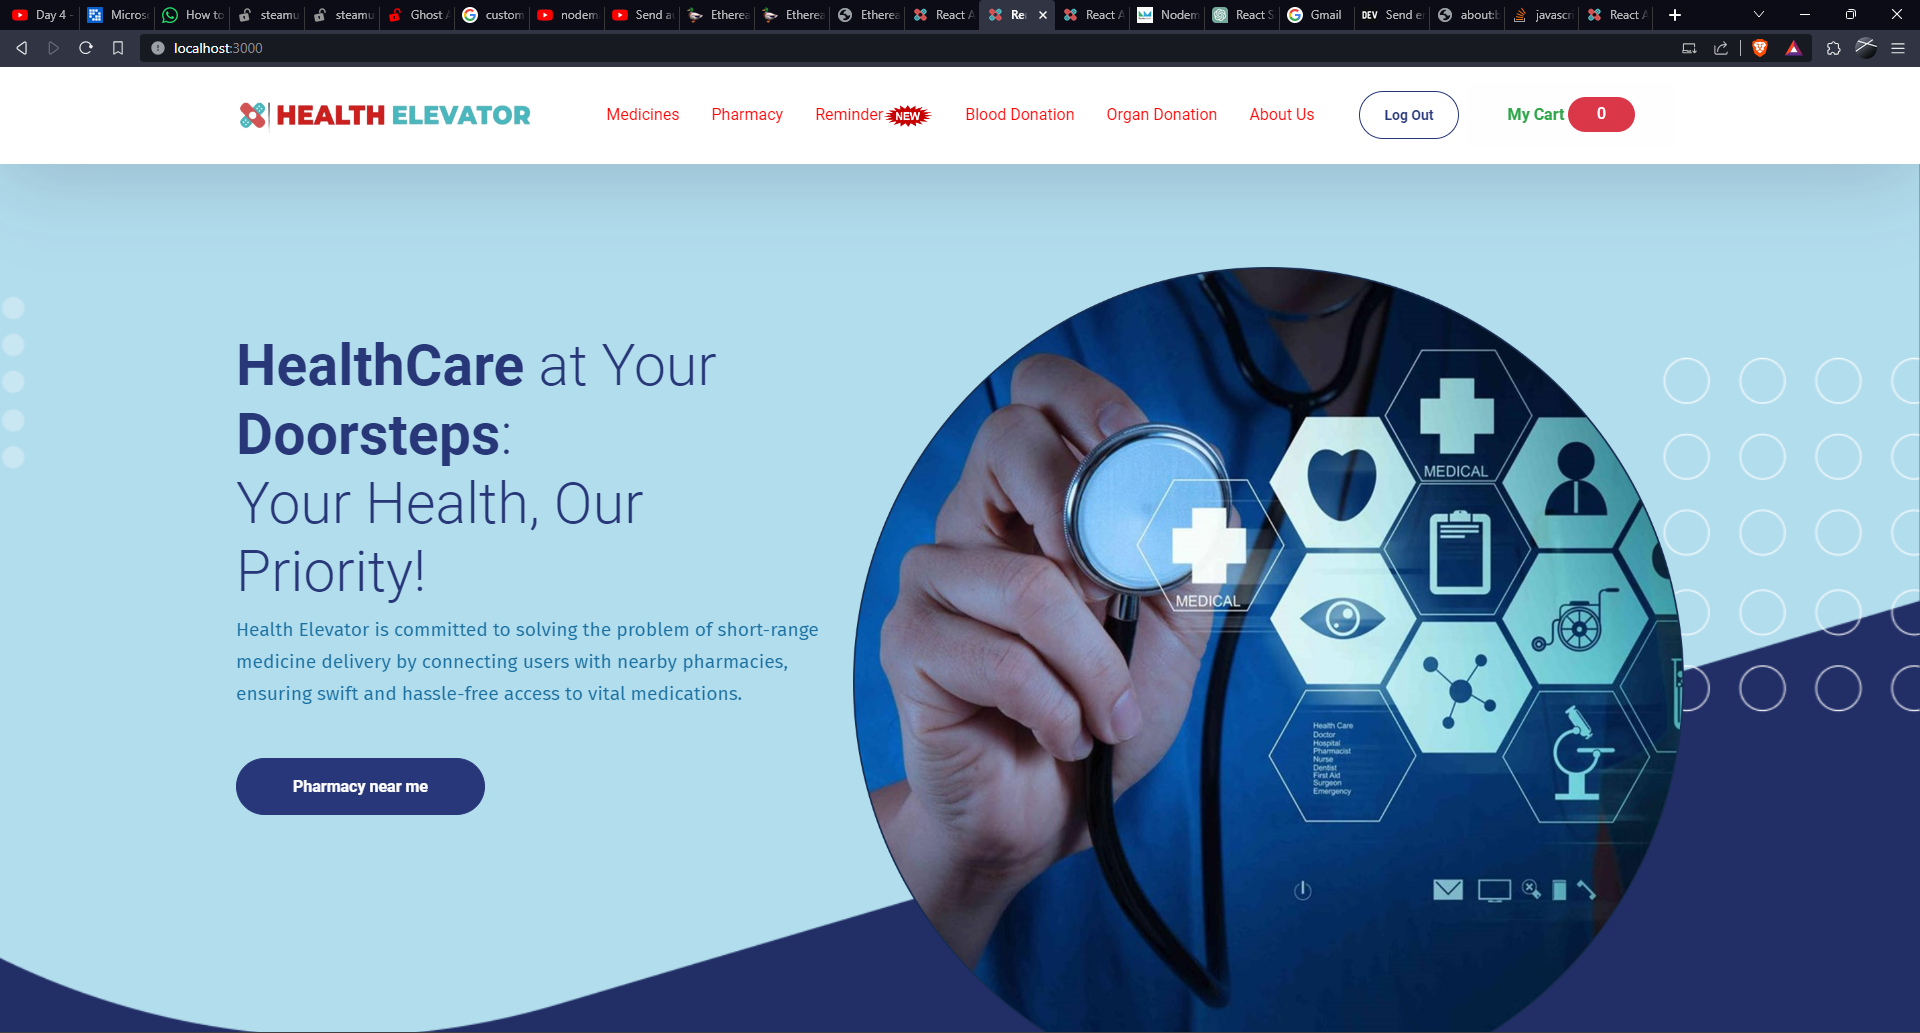 Day 4 -
Micros
How to
steamu
steamu
Ghost A
custom
nodem
Send au
Etherea
Etherea
Etherea
React A
Re
React A
Nodem
React S
Gmail
DEV Send e
about:b
javascr
React A
localhost:3000
HEALTH ELEVATOR
Medicines
Pharmacy
Reminder NEW
Blood Donation
Organ Donation
About Us
Log Out
My Cart 0
HealthCare at Your
Doorsteps:
Your Health, Our
Priority!
Health Elevator is committed to solving the problem of short-range
medicine delivery by connecting users with nearby pharmacies,
ensuring swift and hassle-free access to vital medications.
Pharmacy near me
MEDICAL
MEDICAL
Health Care
Doctor
Hospital
Pharmacist
Nurse
Dentist
First Aid
Surgeon
Emergency